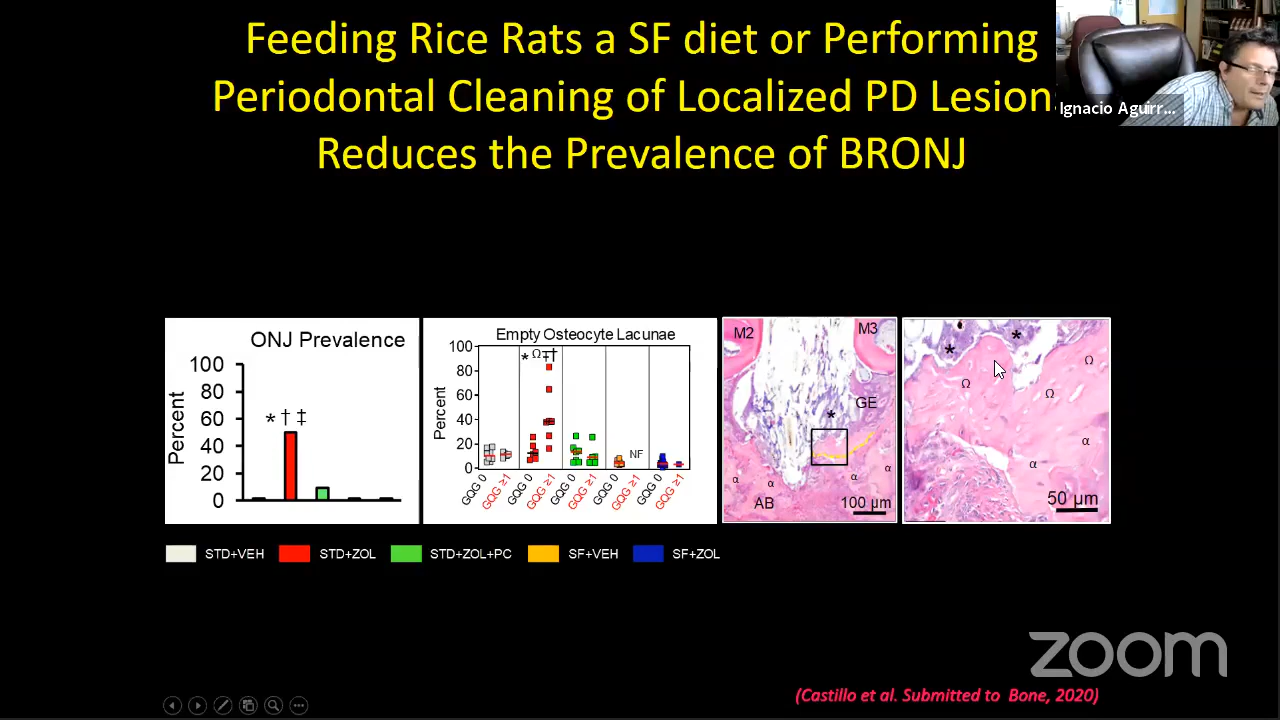 Feeding Rice Rats a SF diet or Performing
Periodontal Cleaning of Localized PD Lesion
Reduces the Prevalence of BRONJ
Ignacio Aguirr...
ONJ Prevalence
Percent
100
80
60
40
20
0
* † ‡
Empty Osteocyte Lacunae
Percent
100
80
60
40
20
0
* Ω‡†
NF
GQG 0
GQG ≥1
GQG 0
GQG ≥1
GQG 0
GQG ≥1
GQG 0
GQG ≥1
GQG 0
GQG ≥1
M2
M3
*
GE
α
α
α
AB
100 µm
*
*
Ω
Ω
Ω
α
α
50 µm
STD+VEH
STD+ZOL
STD+ZOL+PC
SF+VEH
SF+ZOL
zoom
(Castillo et al. Submitted to Bone, 2020)